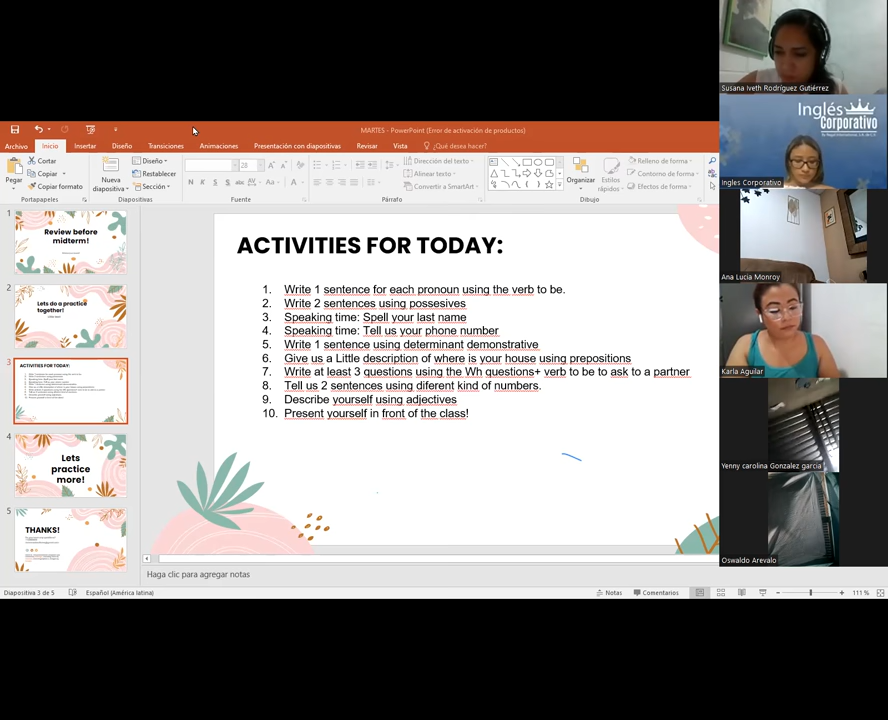 MARTES - PowerPoint (Error de activación de productos)
Archivo Inicio Insertar Diseño Transiciones Animaciones Presentación con diapositivas Revisar Vista ¿Qué desea hacer?
Pegar
Cortar
Copiar
Copiar formato
Portapapeles
Nueva diapositiva
Diseño
Restablecer
Sección
Diapositivas
28
N K S
Fuente
Dirección del texto
Alinear texto
Convertir a SmartArt
Párrafo
Organizar
Estilos rápidos
Relleno de forma
Contorno de forma
Efectos de forma
Dibujo
1
Review before
midterm!
2
Lets do a practice
together!
3
ACTIVITIES FOR TODAY:
4
Lets
practice
more!
5
THANKS!
ACTIVITIES FOR TODAY:
1. Write 1 sentence for each pronoun using the verb to be.
2. Write 2 sentences using possesives
3. Speaking time: Spell your last name
4. Speaking time: Tell us your phone number
5. Write 1 sentence using determinant demonstrative
6. Give us a Little description of where is your house using prepositions
7. Write at least 3 questions using the Wh questions+ verb to be to ask to a partner
8. Tell us 2 sentences using diferent kind of numbers.
9. Describe yourself using adjectives
10. Present yourself in front of the class!
Haga clic para agregar notas
Diapositiva 3 de 5 Español (América latina) Notas Comentarios 111 %
Susana Iveth Rodríguez Gutiérrez
Inglés
Corporativo
Ingles Corporativo
Ana Lucia Monroy
Karla Aguilar
Yenny carolina Gonzalez garcia
Oswaldo Arevalo